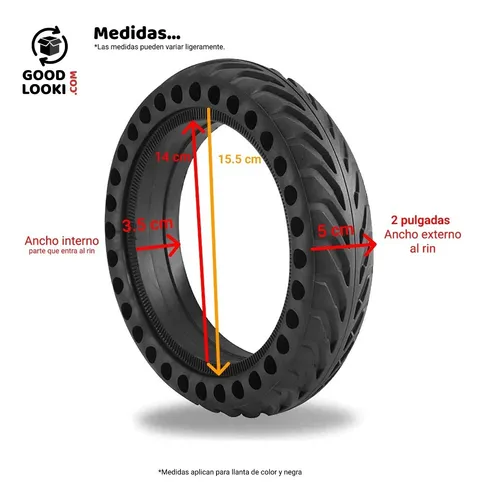 GOOD
LOOKI
.COM
Medidas...
*Las medidas pueden variar ligeramente.
14 cm
15.5 cm
3.5 cm
5 cm
Ancho interno
parte que entra al rin
2 pulgadas
Ancho externo
al rin
*Medidas aplican para llanta de color y negra